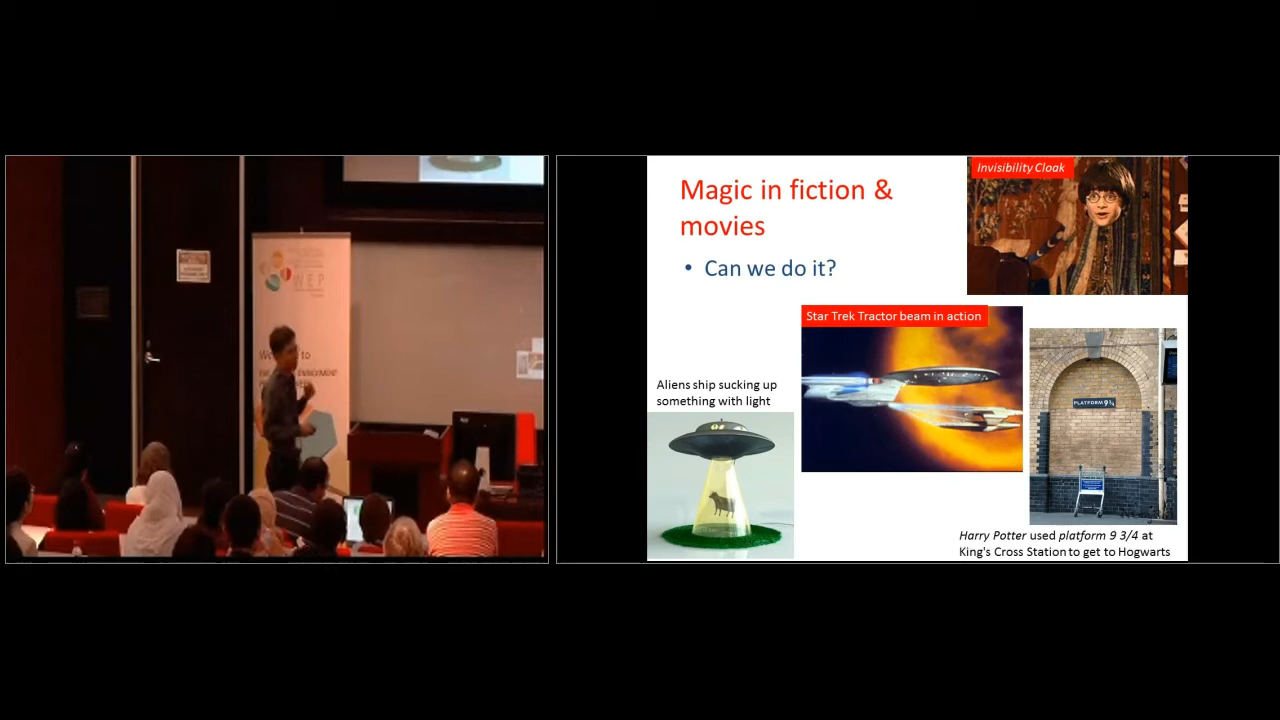 WEP
Magic in fiction &
movies
• Can we do it?
Invisibility Cloak
Star Trek Tractor beam in action
Aliens ship sucking up
something with light
PLATFORM 9¾
Harry Potter used platform 9 3/4 at
King's Cross Station to get to Hogwarts